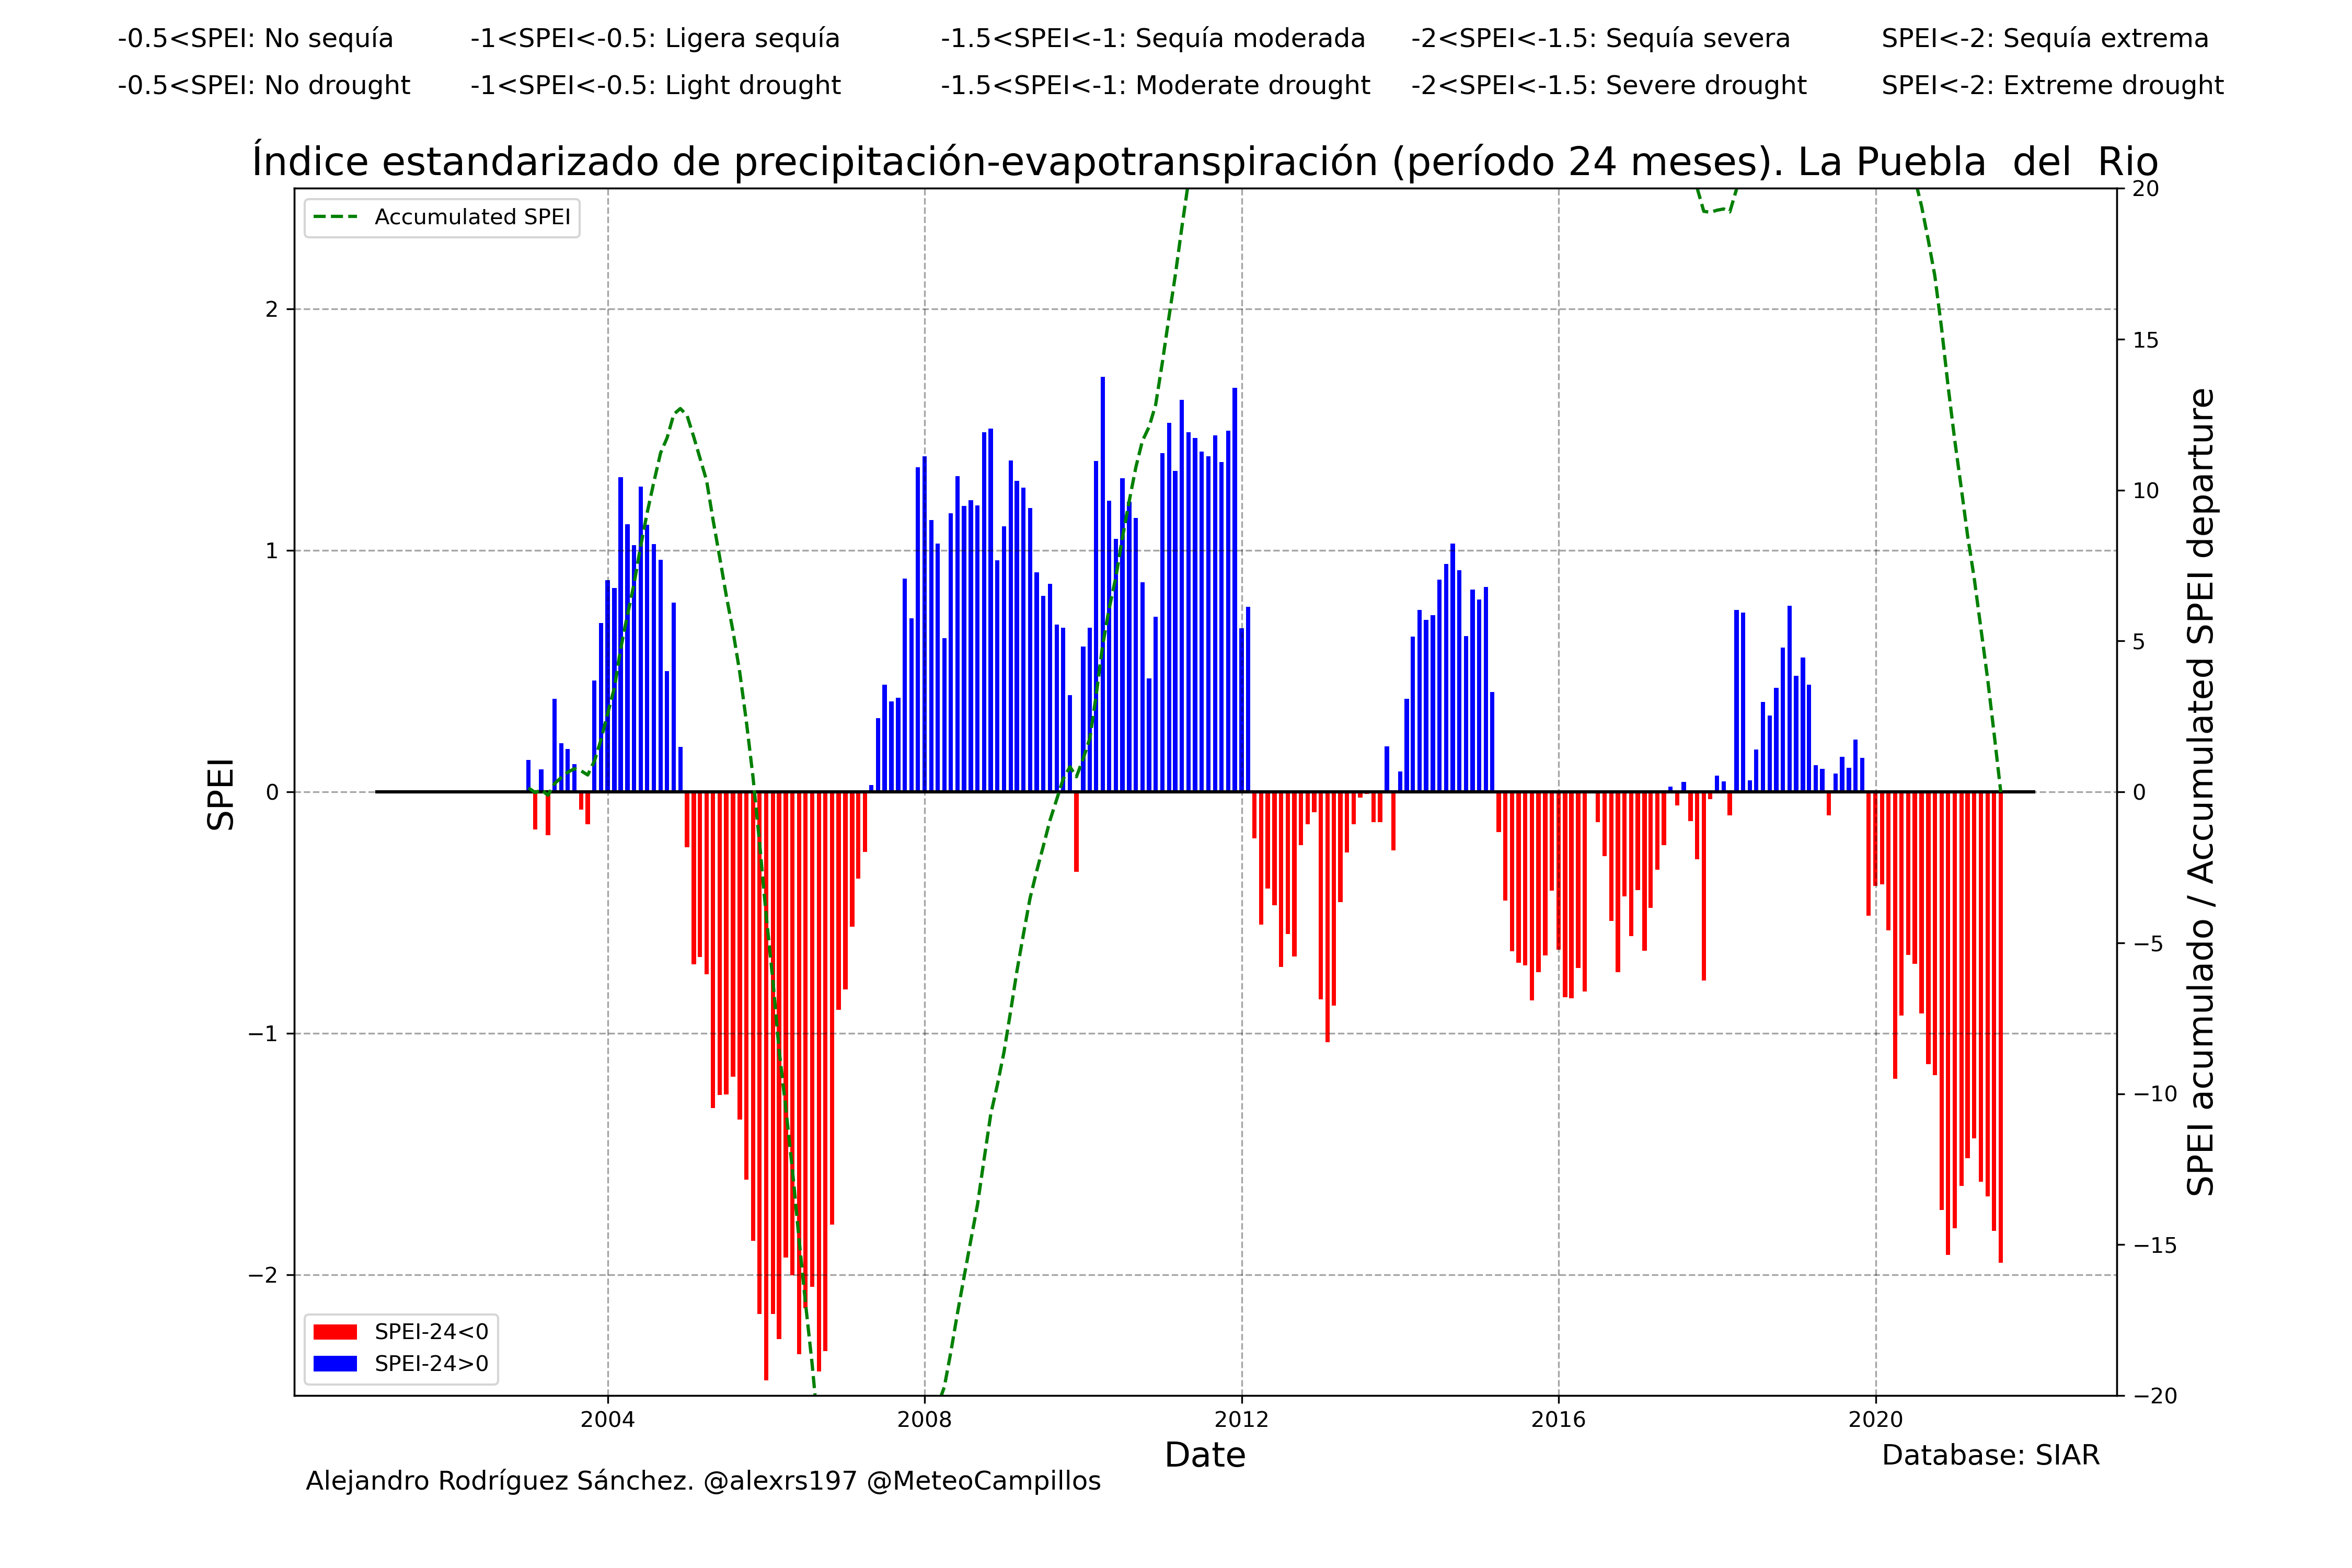 -0.5<SPEI: No sequía -1<SPEI<-0.5: Ligera sequía -1.5<SPEI<-1: Sequía moderada -2<SPEI<-1.5: Sequía severa SPEI<-2: Sequía extrema
-0.5<SPEI: No drought -1<SPEI<-0.5: Light drought -1.5<SPEI<-1: Moderate drought -2<SPEI<-1.5: Severe drought SPEI<-2: Extreme drought
Índice estandarizado de precipitación-evapotranspiración (período 24 meses). La Puebla  del  Rio
Accumulated SPEI
SPEI
2
1
0
−1
−2
20
15
10
5
0
−5
−10
−15
−20
SPEI acumulado / Accumulated SPEI departure
SPEI-24<0
SPEI-24>0
2004 2008 2012 2016 2020
Date
Database: SIAR
Alejandro Rodríguez Sánchez. @alexrs197 @MeteoCampillos